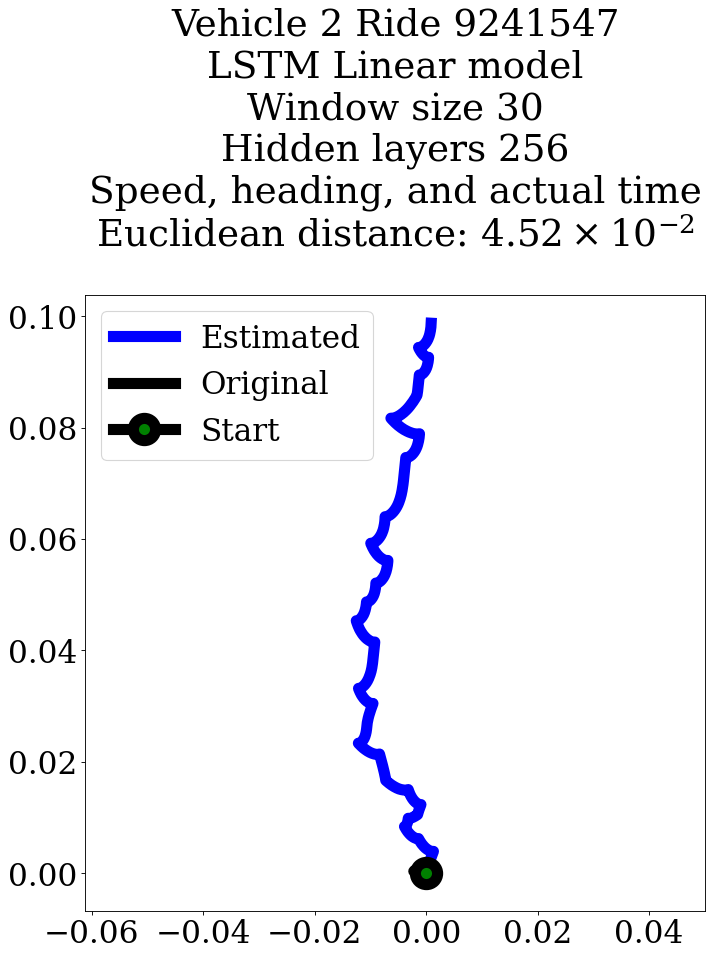 Vehicle 2 Ride 9241547
LSTM Linear model
Window size 30
Hidden layers 256
Speed, heading, and actual time
Euclidean distance: 4.52 × 10⁻²
Estimated
Original
Start
0.10
0.08
0.06
0.04
0.02
0.00
−0.06 −0.04 −0.02 0.00 0.02 0.04